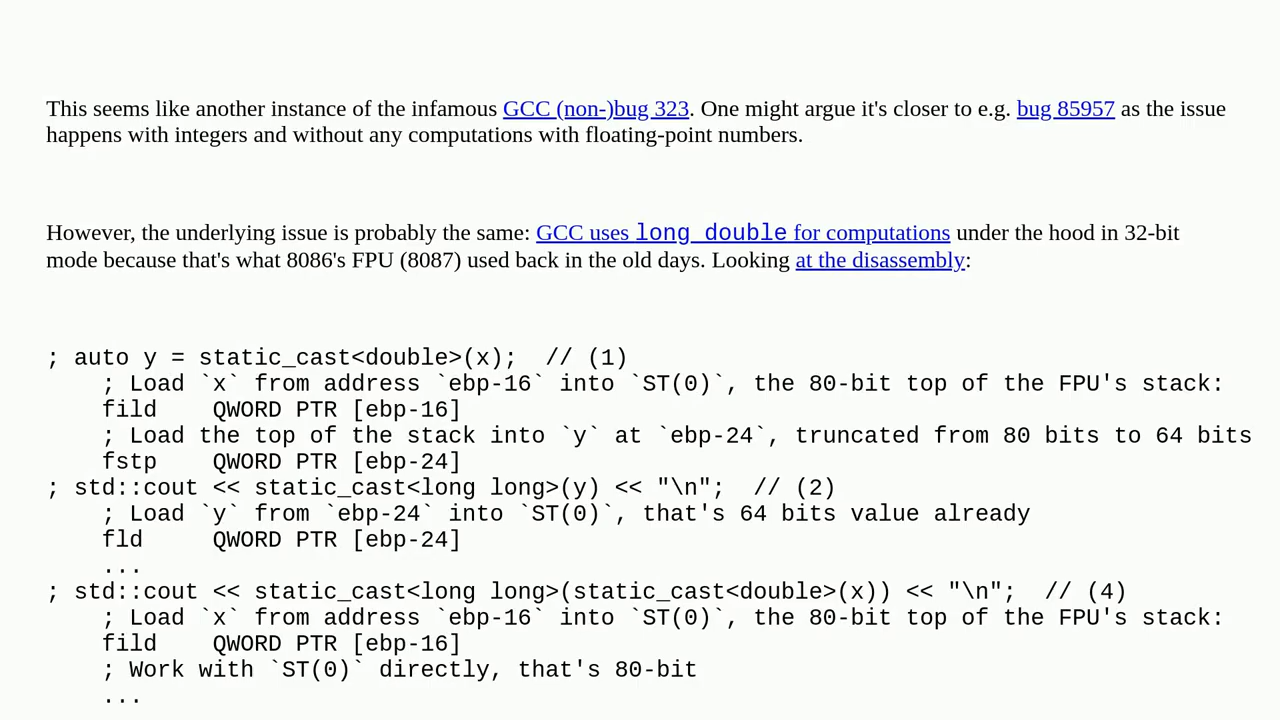 This seems like another instance of the infamous GCC (non-)bug 323. One might argue it's closer to e.g. bug 85957 as the issue
happens with integers and without any computations with floating-point numbers.
However, the underlying issue is probably the same: GCC uses long double for computations under the hood in 32-bit
mode because that's what 8086's FPU (8087) used back in the old days. Looking at the disassembly:
; auto y = static_cast<double>(x);  // (1)
    ; Load `x` from address `ebp-16` into `ST(0)`, the 80-bit top of the FPU's stack:
    fild    QWORD PTR [ebp-16]
    ; Load the top of the stack into `y` at `ebp-24`, truncated from 80 bits to 64 bits
    fstp    QWORD PTR [ebp-24]
; std::cout << static_cast<long long>(y) << "\n";  // (2)
    ; Load `y` from `ebp-24` into `ST(0)`, that's 64 bits value already
    fld     QWORD PTR [ebp-24]
    ...
; std::cout << static_cast<long long>(static_cast<double>(x)) << "\n";  // (4)
    ; Load `x` from address `ebp-16` into `ST(0)`, the 80-bit top of the FPU's stack:
    fild    QWORD PTR [ebp-16]
    ; Work with `ST(0)` directly, that's 80-bit
    ...